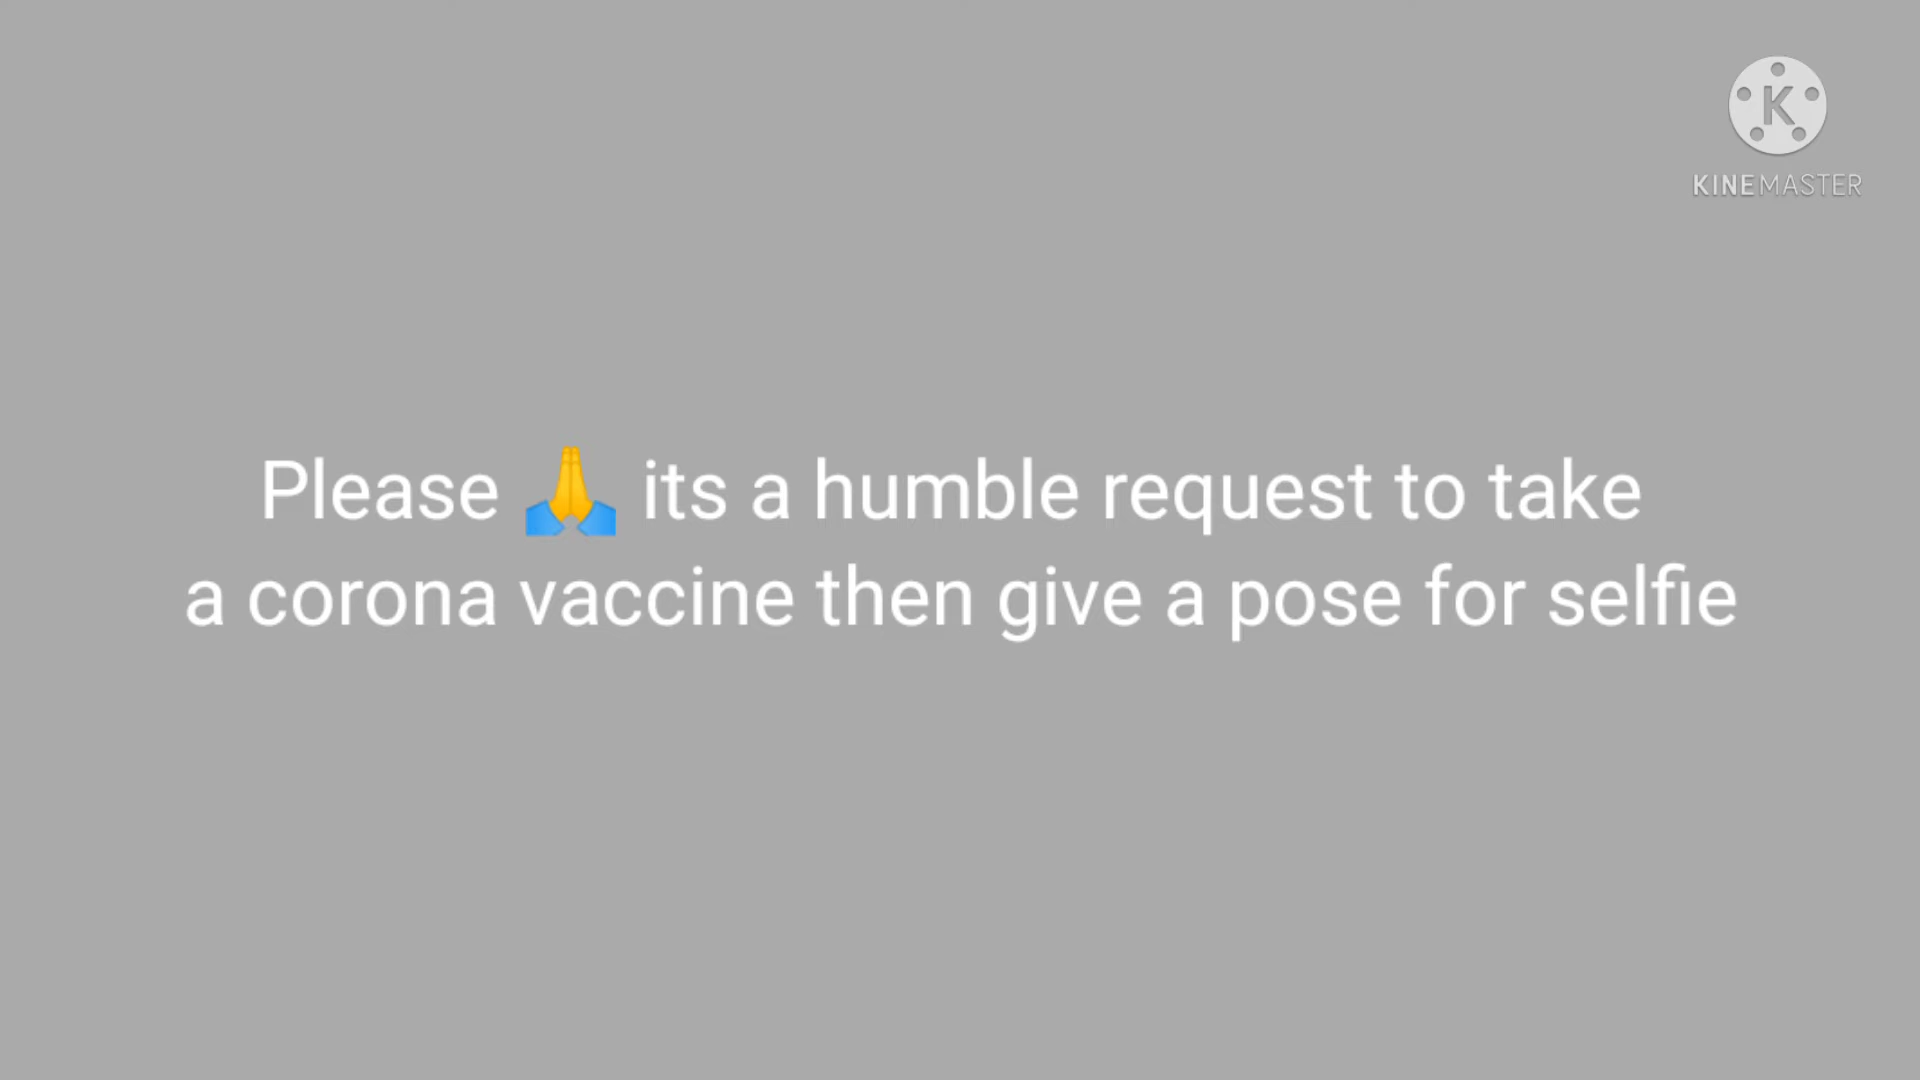 K
KINEMASTER
Please 🙏 its a humble request to take
a corona vaccine then give a pose for selfie